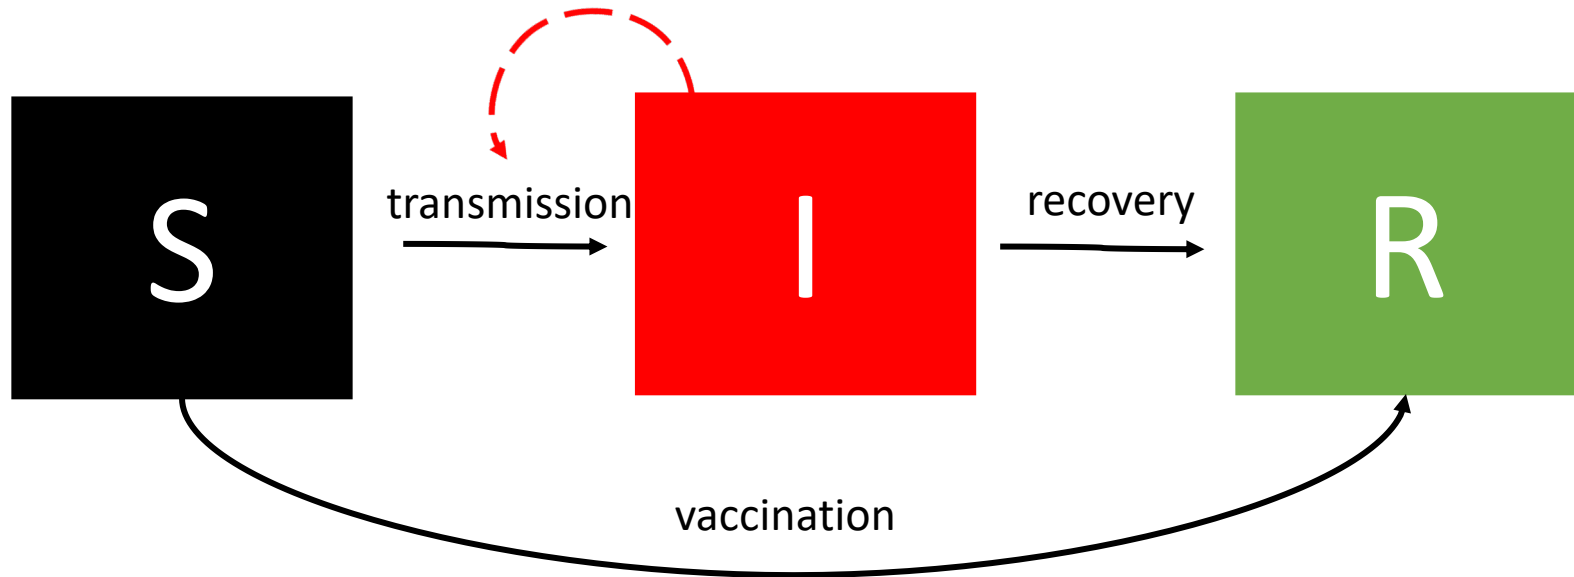 S
transmission
I
recovery
R
vaccination